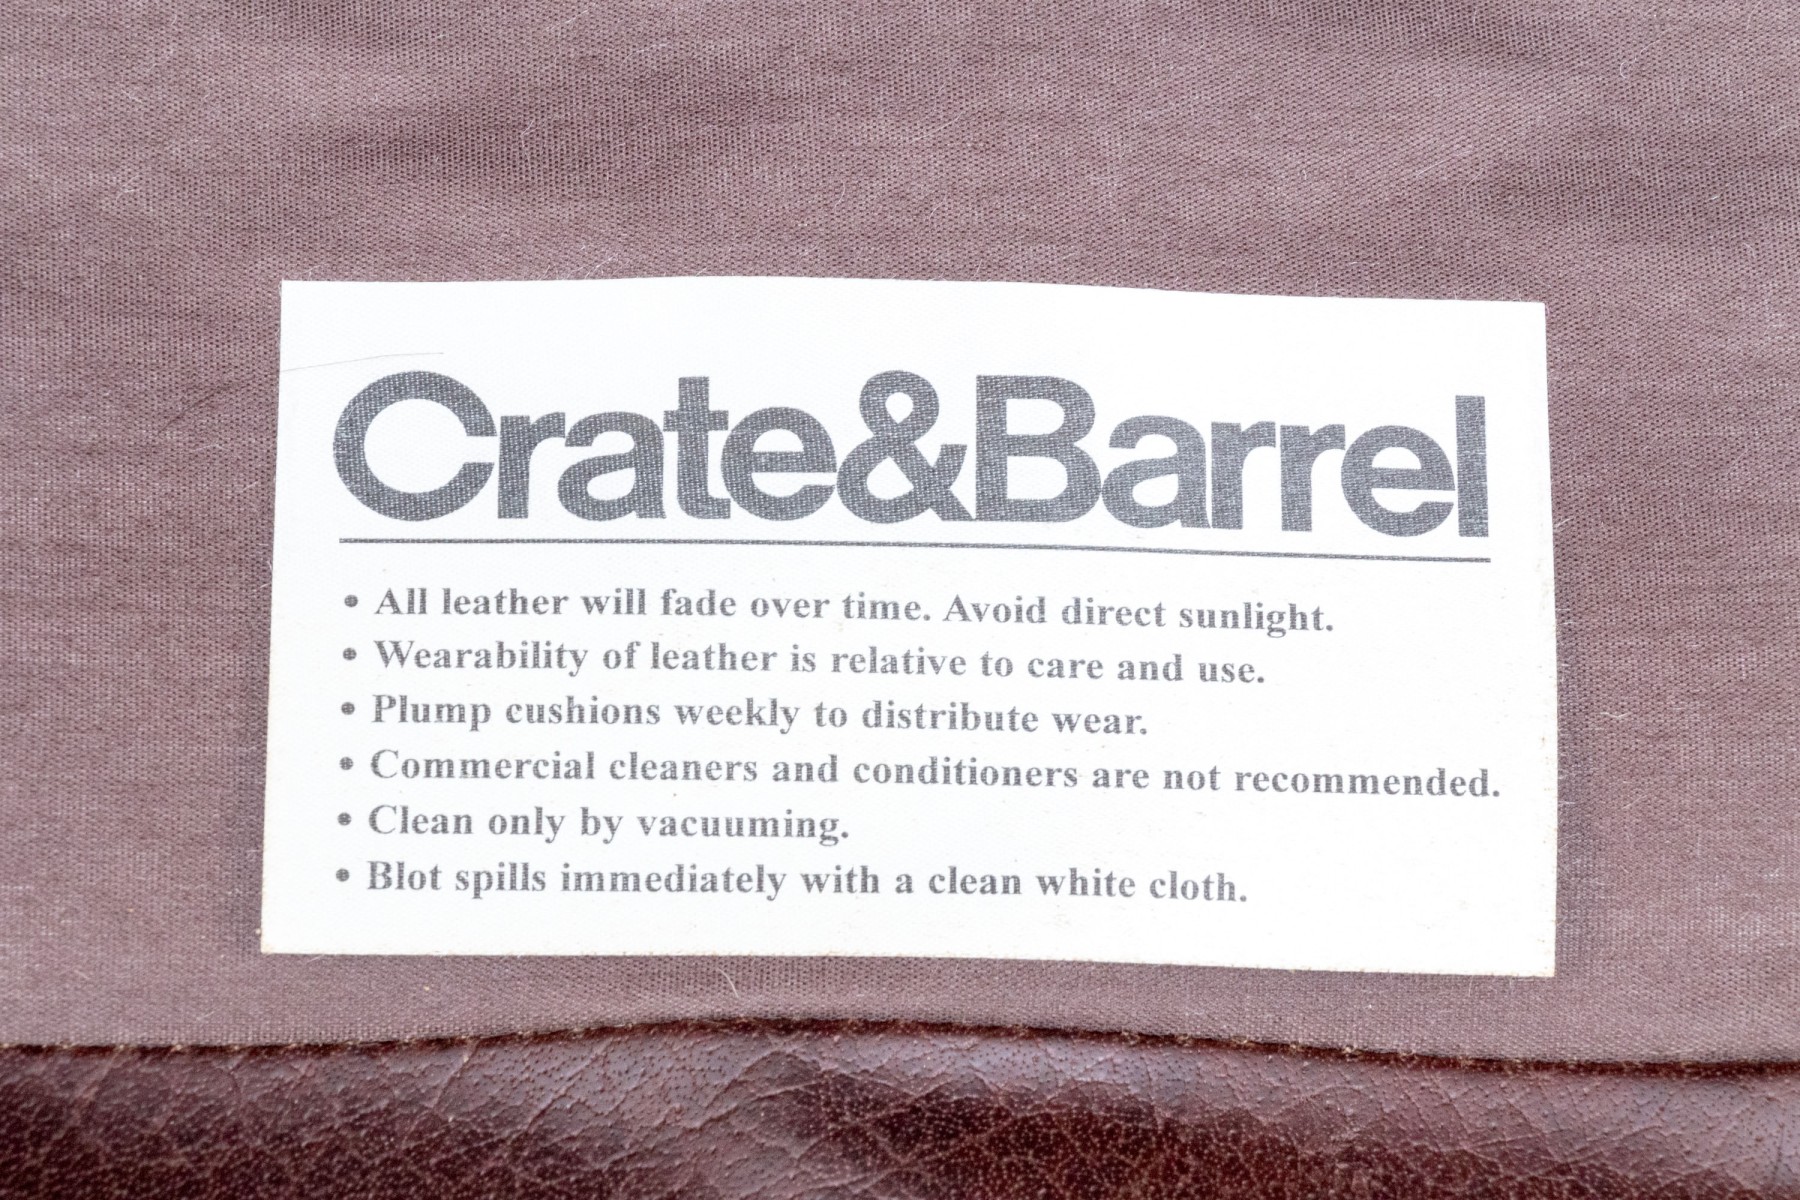 Crate&Barrel
• All leather will fade over time. Avoid direct sunlight.
• Wearability of leather is relative to care and use.
• Plump cushions weekly to distribute wear.
• Commercial cleaners and conditioners are not recommended.
• Clean only by vacuuming.
• Blot spills immediately with a clean white cloth.